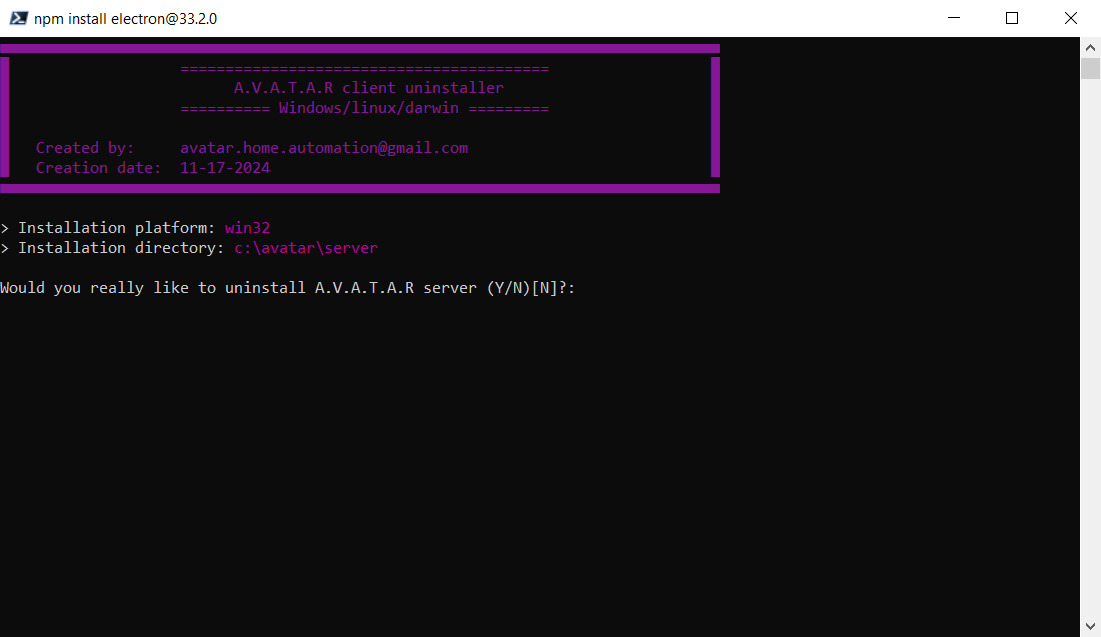 npm install electron@33.2.0
=========================================
A.V.A.T.A.R client uninstaller
========== Windows/linux/darwin =========
Created by: avatar.home.automation@gmail.com
Creation date: 11-17-2024
> Installation platform: win32
> Installation directory: c:\avatar\server
Would you really like to uninstall A.V.A.T.A.R server (Y/N)[N]?: